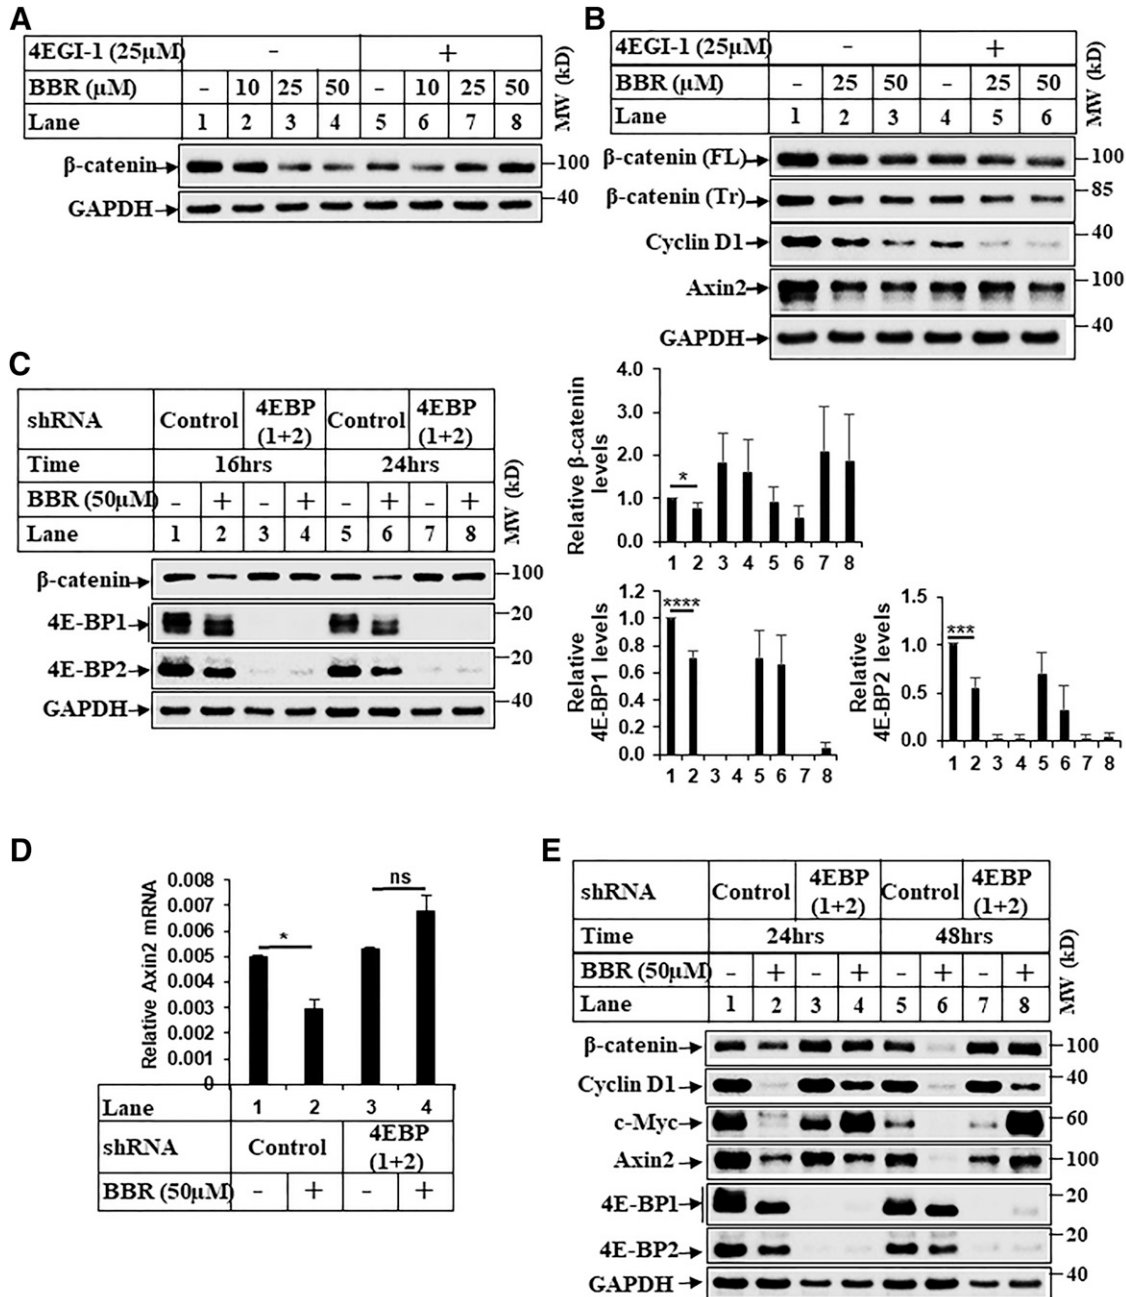 A
4EGI-1 (25μM) - +
BBR (μM) - 10 25 50 - 10 25 50
Lane 1 2 3 4 5 6 7 8
MW (kD)
β-catenin 100
GAPDH 40
B
4EGI-1 (25μM) - +
BBR (μM) - 25 50 - 25 50
Lane 1 2 3 4 5 6
MW (kD)
β-catenin (FL) 100
β-catenin (Tr) 85
Cyclin D1 40
Axin2 100
GAPDH 40
C
shRNA Control 4EBP (1+2) Control 4EBP (1+2)
Time 16hrs 24hrs
BBR (50μM) - + - + - + - +
Lane 1 2 3 4 5 6 7 8
MW (kD)
β-catenin 100
4E-BP1 20
4E-BP2 20
GAPDH 40
Relative β-catenin
levels
4.0
3.0
2.0
1.0
0.0
*
1 2 3 4 5 6 7 8
Relative
4E-BP1 levels
1.2
1.0
0.8
0.6
0.4
0.2
0.0
****
1 2 3 4 5 6 7 8
Relative
4E-BP2 levels
1.5
1.0
0.5
0.0
***
1 2 3 4 5 6 7 8
D
Relative Axin2 mRNA
0.008
0.007
0.006
0.005
0.004
0.003
0.002
0.001
0
* ns
Lane 1 2 3 4
shRNA Control 4EBP (1+2)
BBR (50μM) - + - +
E
shRNA Control 4EBP (1+2) Control 4EBP (1+2)
Time 24hrs 48hrs
BBR (50μM) - + - + - + - +
Lane 1 2 3 4 5 6 7 8
MW (kD)
β-catenin 100
Cyclin D1 40
c-Myc 60
Axin2 100
4E-BP1 20
4E-BP2 20
GAPDH 40